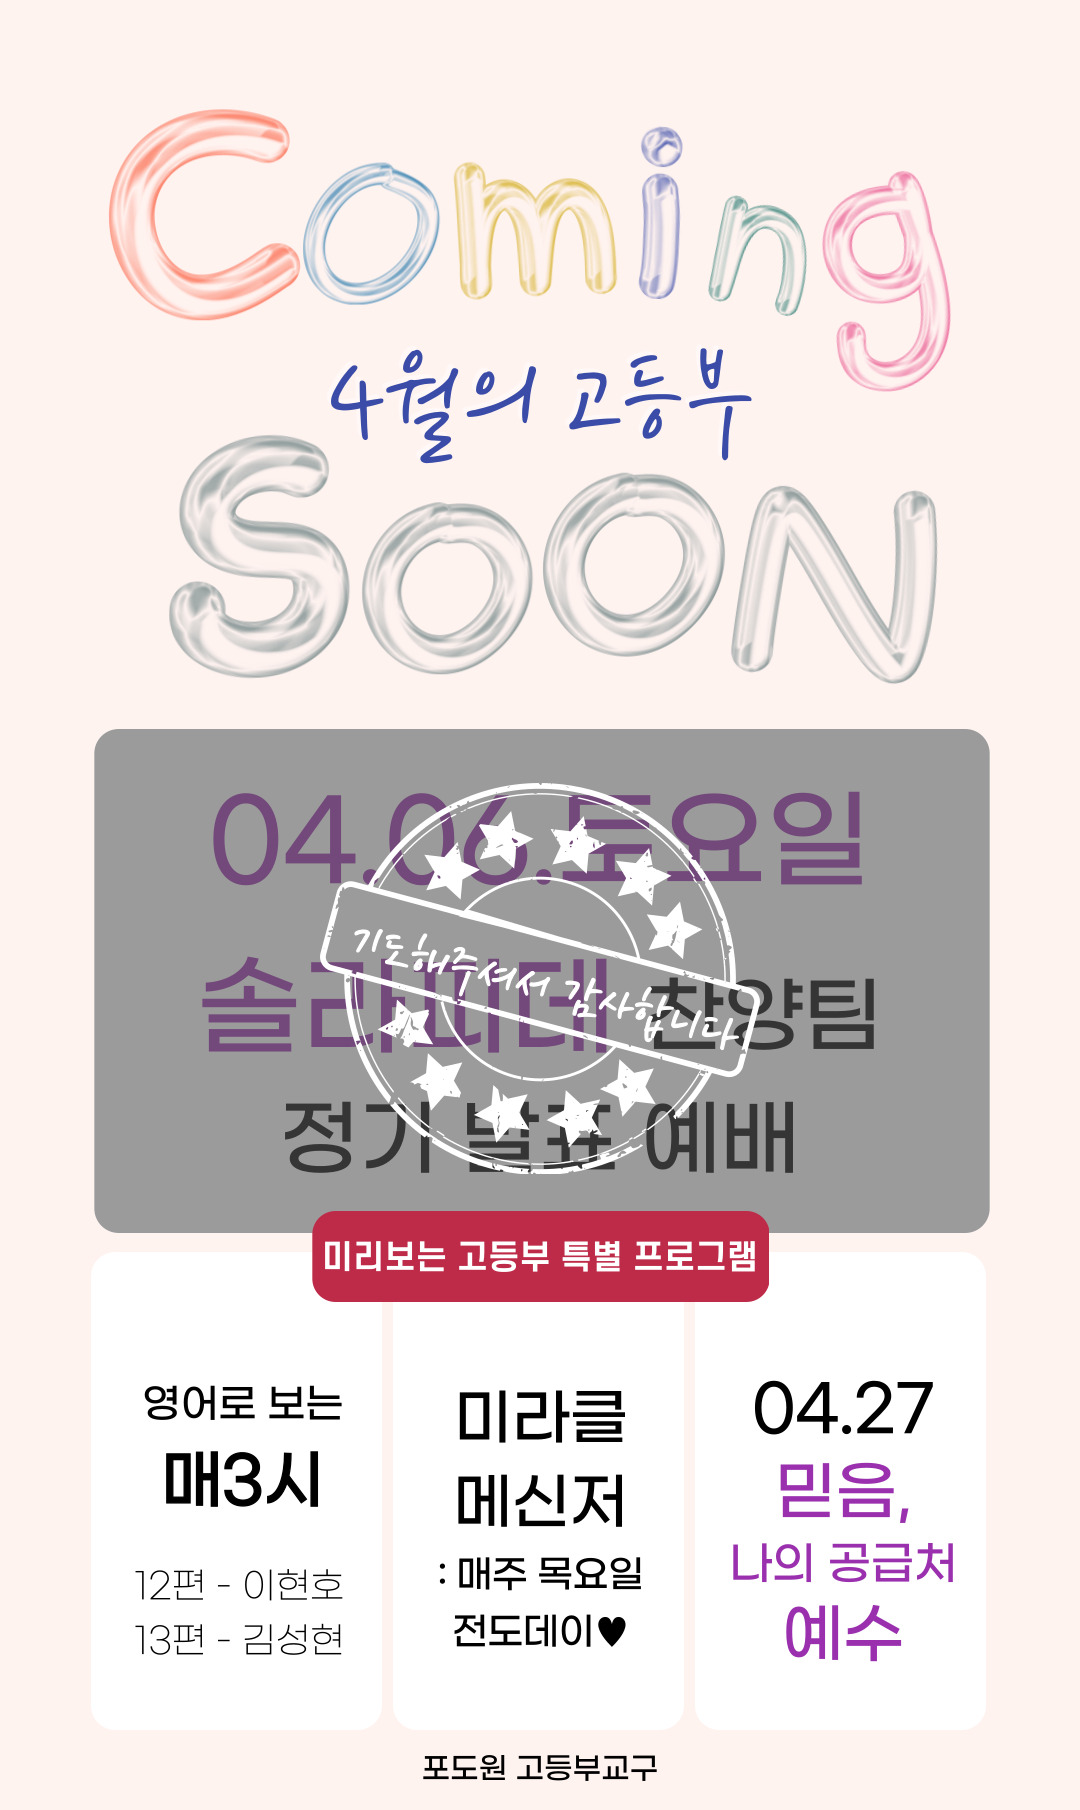 Coming
4월의 고등부
SOON
04.06.토요일
솔라피데 찬양팀
기도해주셔서 감사합니다
정기 발표 예배
미리보는 고등부 특별 프로그램
영어로 보는
매3시
12편 - 이현호
13편 - 김성현
미라클
메신저
: 매주 목요일
전도데이♥
04.27
믿음,
나의 공급처
예수
포도원 고등부교구